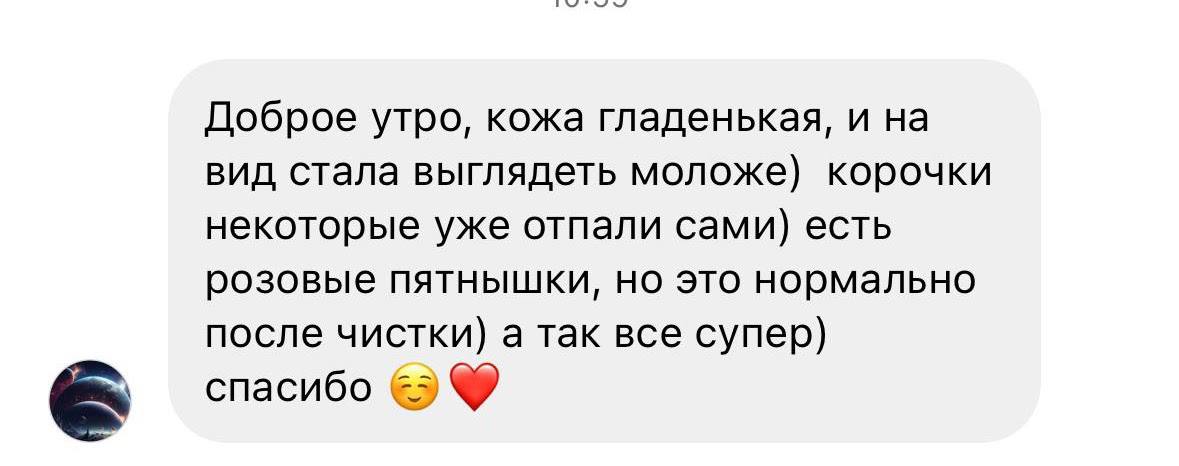 Доброе утро, кожа гладенькая, и на
вид стала выглядеть моложе)  корочки
некоторые уже отпали сами) есть
розовые пятнышки, но это нормально
после чистки) а так все супер)
спасибо ☺️❤️